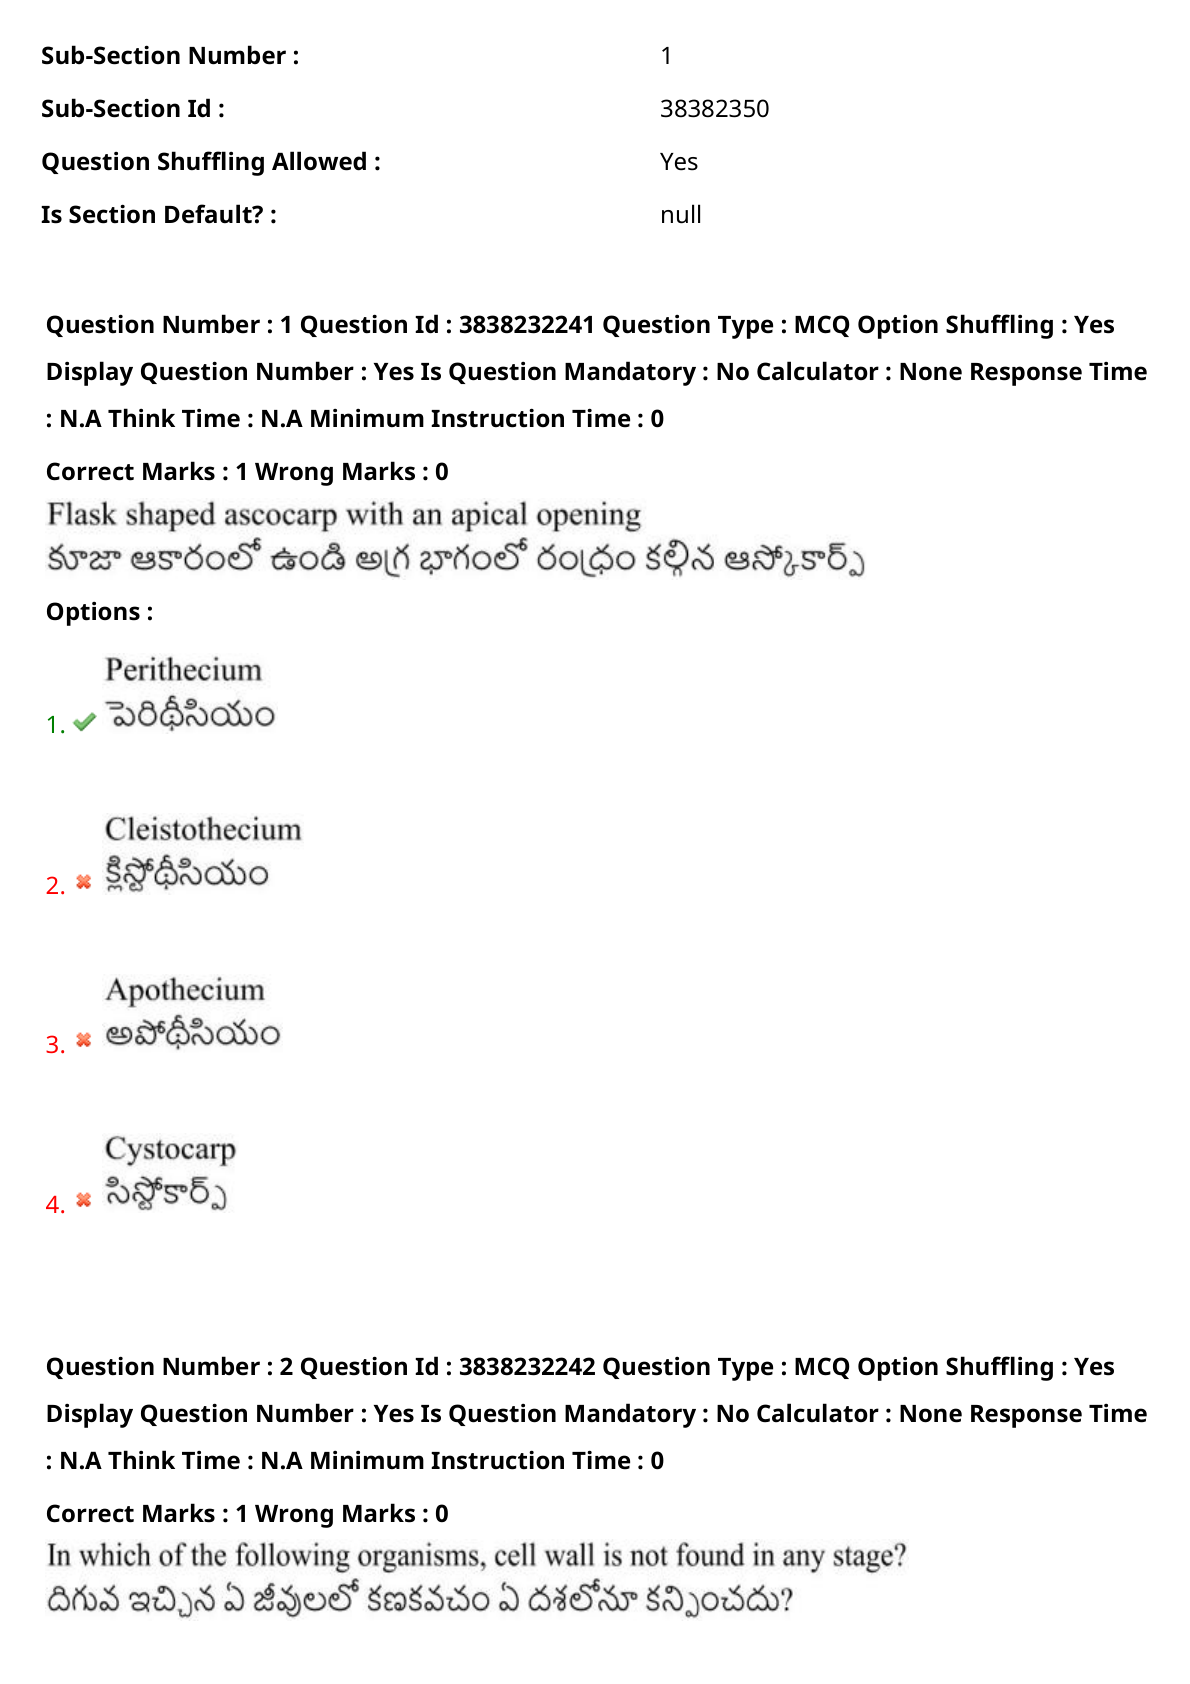 Sub-Section Number : 1
Sub-Section Id : 38382350
Question Shuffling Allowed : Yes
Is Section Default? : null
Question Number : 1 Question Id : 3838232241 Question Type : MCQ Option Shuffling : Yes
Display Question Number : Yes Is Question Mandatory : No Calculator : None Response Time
: N.A Think Time : N.A Minimum Instruction Time : 0
Correct Marks : 1 Wrong Marks : 0
Flask shaped ascocarp with an apical opening
కూజా ఆకారంలో ఉండి అగ్ర భాగంలో రంధ్రం కల్గిన ఆస్కోకార్ప్
Options :
Perithecium
1. పెరిథీసియం
Cleistothecium
2. క్లిస్టోథీసియం
Apothecium
3. అపోథీసియం
Cystocarp
4. సిస్టోకార్ప్
Question Number : 2 Question Id : 3838232242 Question Type : MCQ Option Shuffling : Yes
Display Question Number : Yes Is Question Mandatory : No Calculator : None Response Time
: N.A Think Time : N.A Minimum Instruction Time : 0
Correct Marks : 1 Wrong Marks : 0
In which of the following organisms, cell wall is not found in any stage?
దిగువ ఇచ్చిన ఏ జీవులలో కణకవచం ఏ దశలోనూ కన్పించదు?